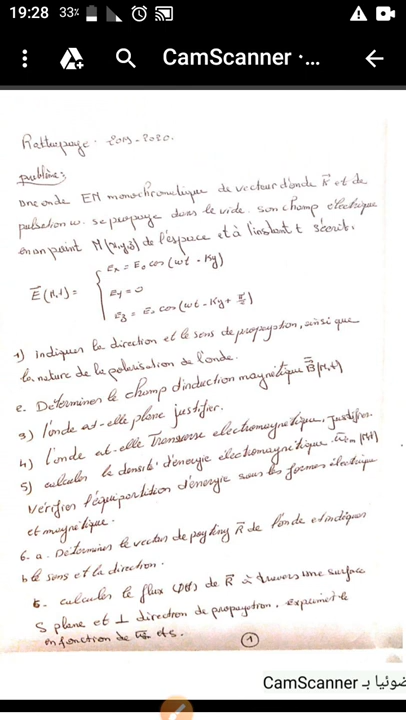 19:28 33%
CamScanner ·...
Rattrapage. 2019-2020.
problème:
une onde EM monochromatique de vecteur d'onde K⃗ et de
pulsation w. se propage dans le vide. son champ électrique
en un point M(x,y,z) de l'espace et à l'instant t s'écrit.
Ex = E₀ cos(wt - Ky)
E⃗(M,t) = { Ey = 0
Ez = E₀ cos(wt - Ky + π/2)
1) indiquer la direction et le sens de propagation, ainsi que
la nature de la polarisation de l'onde.
2. Déterminer le champ d'induction magnétique B⃗(M,t)
3) l'onde est-elle plane justifier.
4) l'onde est-elle Transverse electromagnétique, justifier.
5) calculer la densité d'énergie électromagnétique (M,t)
Vérifier l'équipartition d'énergie sous les formes électrique
et magnétique.
6. a. Déterminer le vecteur de poyting R⃗ de l'onde et indiquer
b le sens et la direction.
calculer le flux de R⃗ à travers une surface
S plane et ⊥ direction de propagation. exprimer le
en fonction de et s.
1
ضوئيا بـ CamScanner